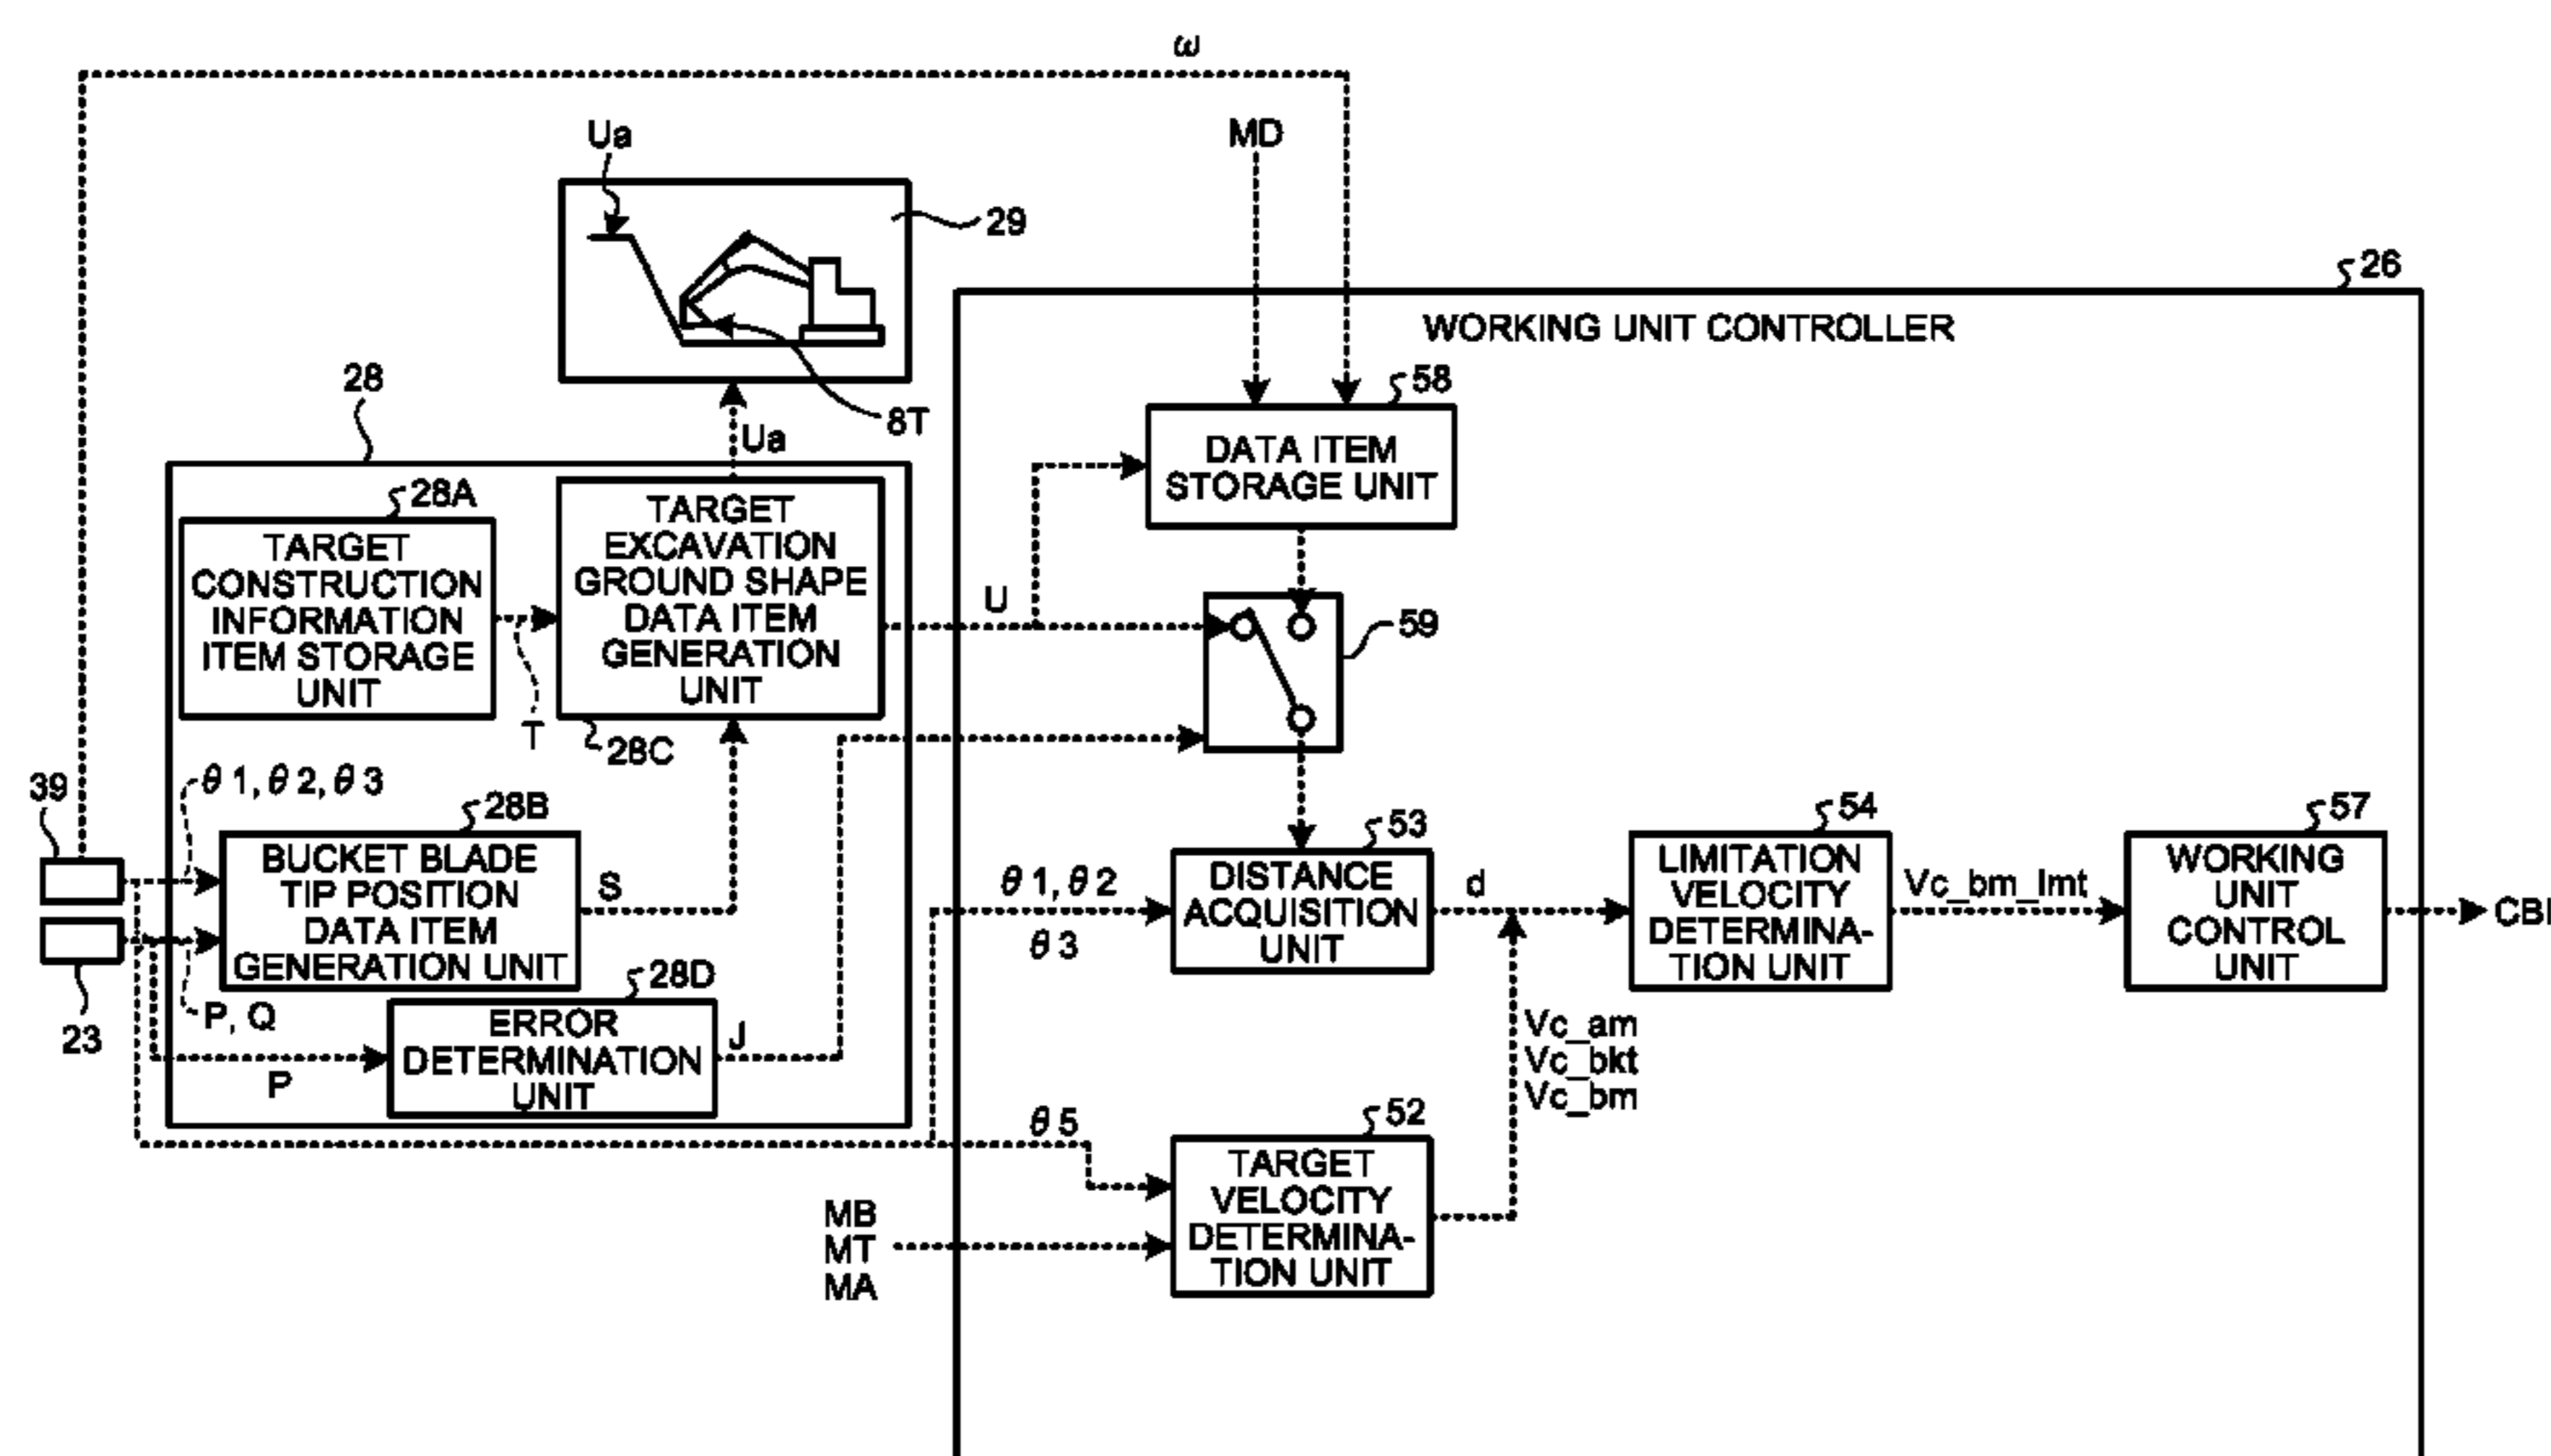 ω
Ua
MD
29
26
WORKING UNIT CONTROLLER
28
8T
58
Ua
DATA ITEM
STORAGE UNIT
28A
TARGET
CONSTRUCTION
INFORMATION
ITEM STORAGE
UNIT
TARGET
EXCAVATION
GROUND SHAPE
DATA ITEM
GENERATION
UNIT
U
59
T
28C
39
θ1, θ2, θ3
28B
BUCKET BLADE
TIP POSITION
DATA ITEM
GENERATION UNIT
S
23
P, Q
28D
P
ERROR
DETERMINATION
UNIT
J
θ1, θ2
θ3
53
DISTANCE
ACQUISITION
UNIT
d
54
LIMITATION
VELOCITY
DETERMINA-
TION UNIT
Vc_bm_lmt
57
WORKING
UNIT
CONTROL
UNIT
CBI
Vc_am
Vc_bkt
Vc_bm
θ5
52
TARGET
VELOCITY
DETERMINA-
TION UNIT
MB
MT
MA